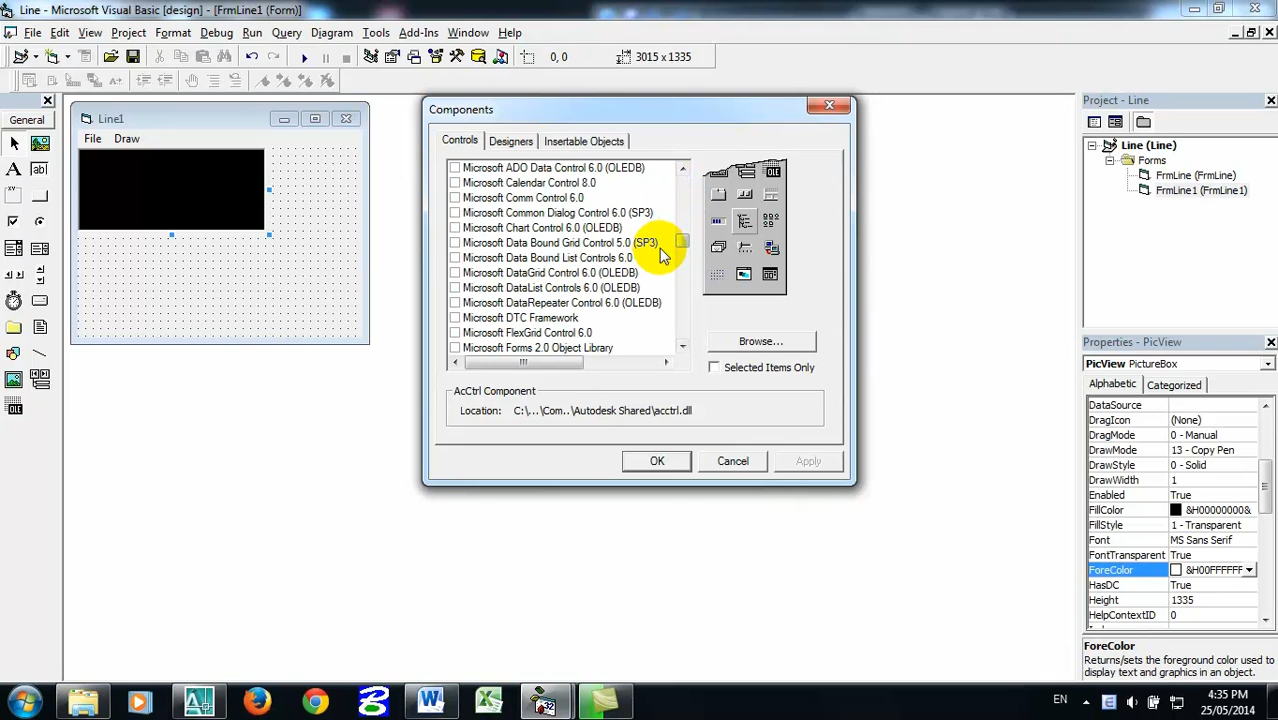 Line - Microsoft Visual Basic [design] - [FrmLine1 (Form)]
File Edit View Project Format Debug Run Query Diagram Tools Add-Ins Window Help
0, 0 3015 x 1335
General
Line1
File Draw
Components
Controls Designers Insertable Objects
Microsoft ADO Data Control 6.0 (OLEDB)
Microsoft Calendar Control 8.0
Microsoft Comm Control 6.0
Microsoft Common Dialog Control 6.0 (SP3)
Microsoft Chart Control 6.0 (OLEDB)
Microsoft Data Bound Grid Control 5.0 (SP3)
Microsoft Data Bound List Controls 6.0
Microsoft DataGrid Control 6.0 (OLEDB)
Microsoft DataList Controls 6.0 (OLEDB)
Microsoft DataRepeater Control 6.0 (OLEDB)
Microsoft DTC Framework
Microsoft FlexGrid Control 6.0
Microsoft Forms 2.0 Object Library
Browse...
Selected Items Only
AcCtrl Component
Location: C:\...\Com..\Autodesk Shared\acctrl.dll
OK Cancel Apply
Project - Line
Line (Line)
Forms
FrmLine (FrmLine)
FrmLine1 (FrmLine1)
Properties - PicView
PicView PictureBox
Alphabetic Categorized
DataSource
DragIcon (None)
DragMode 0 - Manual
DrawMode 13 - Copy Pen
DrawStyle 0 - Solid
DrawWidth 1
Enabled True
FillColor &H00000000&
FillStyle 1 - Transparent
Font MS Sans Serif
FontTransparent True
ForeColor &H00FFFFFF
HasDC True
Height 1335
HelpContextID 0
ForeColor
Returns/sets the foreground color used to
display text and graphics in an object.
EN
4:35 PM
25/05/2014